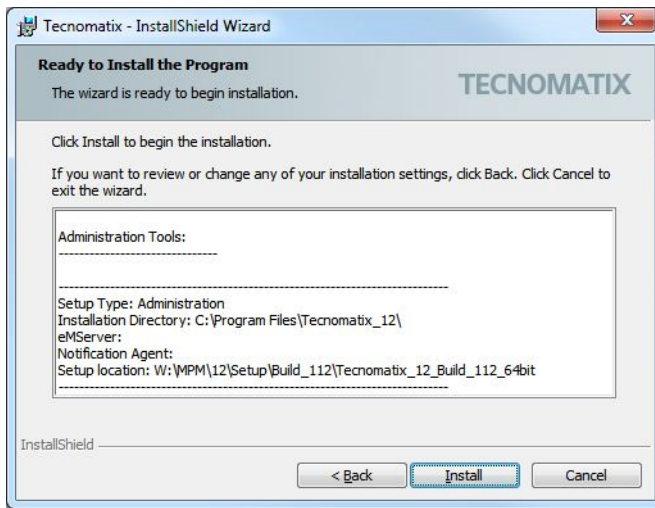 Tecnomatix - InstallShield Wizard
Ready to Install the Program
The wizard is ready to begin installation.
TECNOMATIX
Click Install to begin the installation.
If you want to review or change any of your installation settings, click Back. Click Cancel to
exit the wizard.
Administration Tools:
-------------------------------
---------------------------------------------------------------------------
Setup Type: Administration
Installation Directory: C:\Program Files\Tecnomatix_12\
eMServer:
Notification Agent:
Setup location: W:\MPM\12\Setup\Build_112\Tecnomatix_12_Build_112_64bit
---------------------------------------------------------------------------
InstallShield
< Back
Install
Cancel